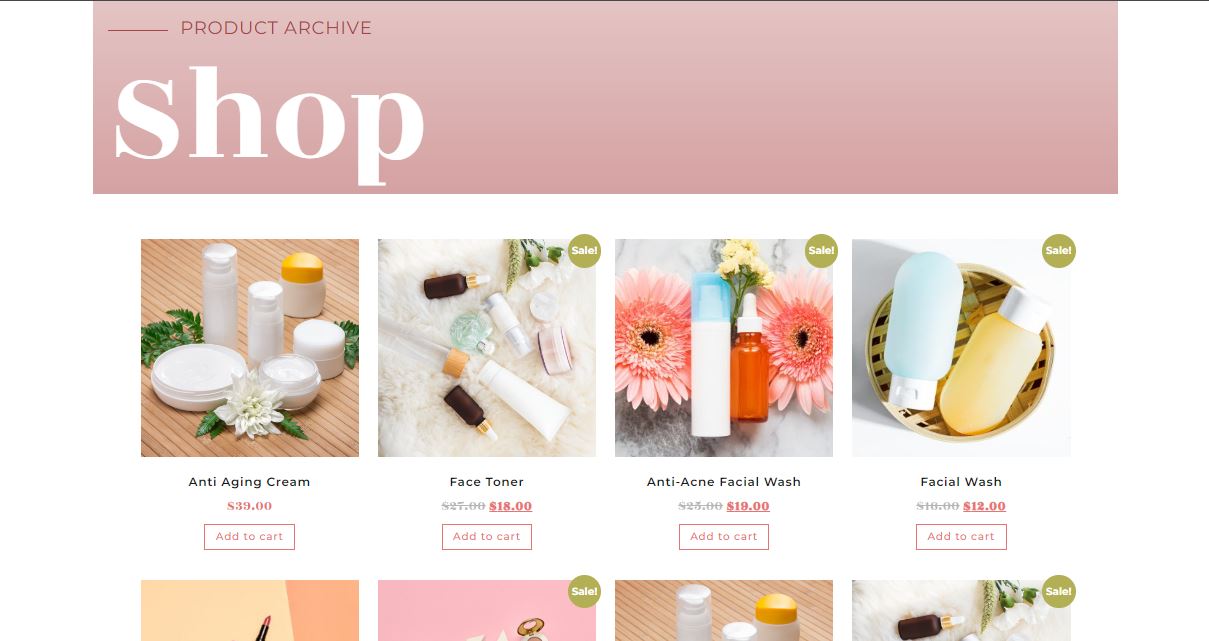 PRODUCT ARCHIVE
Shop
Sale!
Sale!
Sale!
Anti Aging Cream
$39.00
Add to cart
Face Toner
$27.00 $18.00
Add to cart
Anti-Acne Facial Wash
$25.00 $19.00
Add to cart
Facial Wash
$18.00 $12.00
Add to cart
Sale!
Sale!